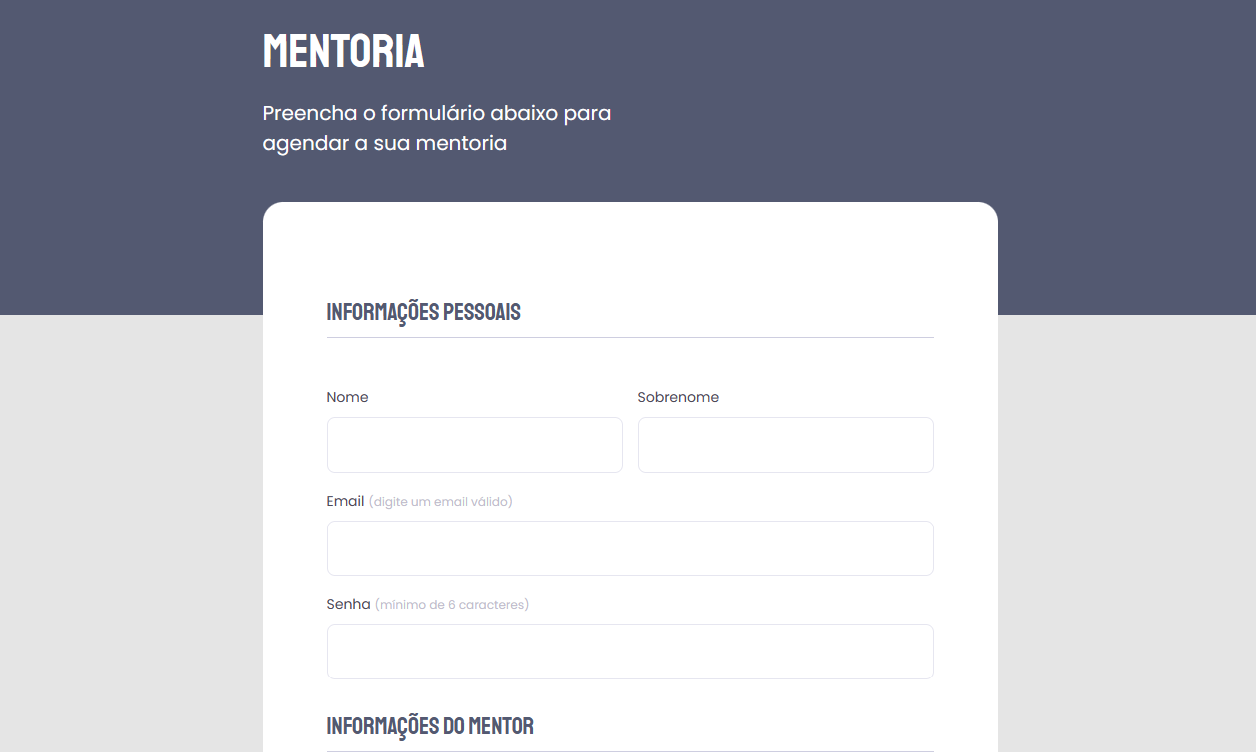 MENTORIA
Preencha o formulário abaixo para
agendar a sua mentoria
INFORMAÇÕES PESSOAIS
Nome
Sobrenome
Email (digite um email válido)
Senha (mínimo de 6 caracteres)
INFORMAÇÕES DO MENTOR